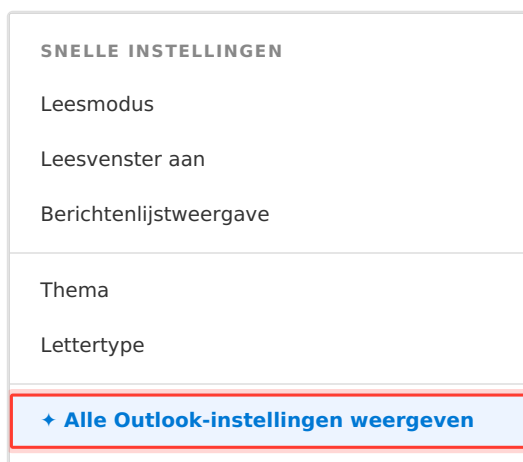 SNELLE INSTELLINGEN
Leesmodus
Leesvenster aan
Berichtenlijstweergave
Thema
Lettertype
✦ Alle Outlook-instellingen weergeven